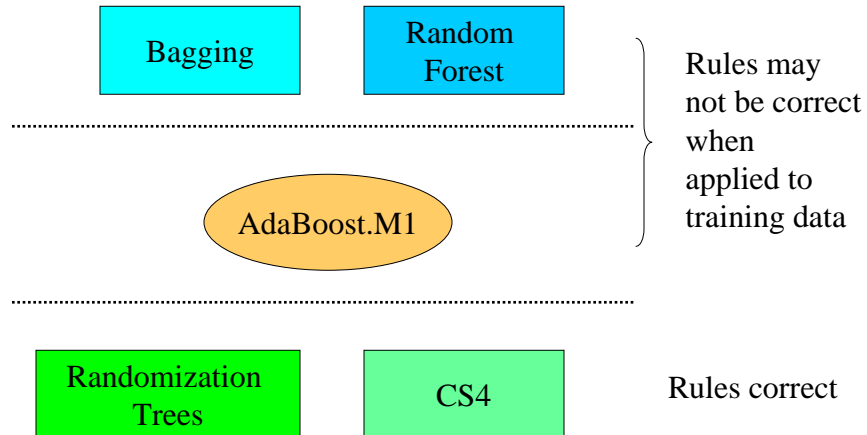 Bagging
Random
Forest
Rules may
not be correct
when
applied to
training data
AdaBoost.M1
Randomization
Trees
CS4
Rules correct